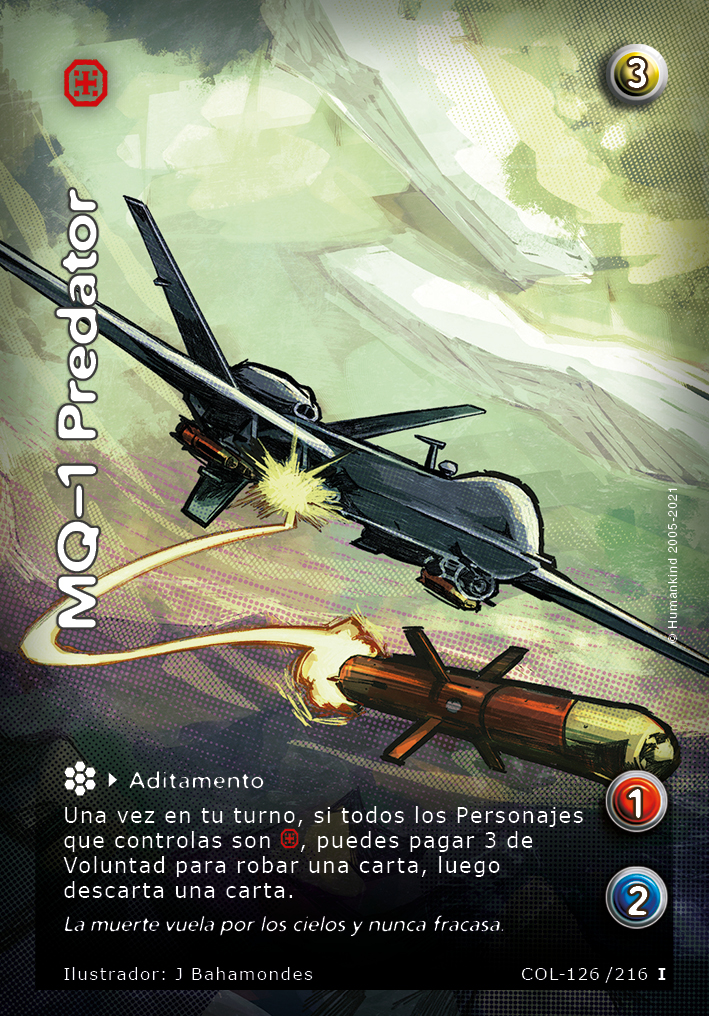 3
MQ-1 Predator
© Humankind 2005-2021
Aditamento
Una vez en tu turno, si todos los Personajes
que controlas son , puedes pagar 3 de
Voluntad para robar una carta, luego
descarta una carta.
1
2
La muerte vuela por los cielos y nunca fracasa.
Ilustrador: J Bahamondes
COL-126 /216 I